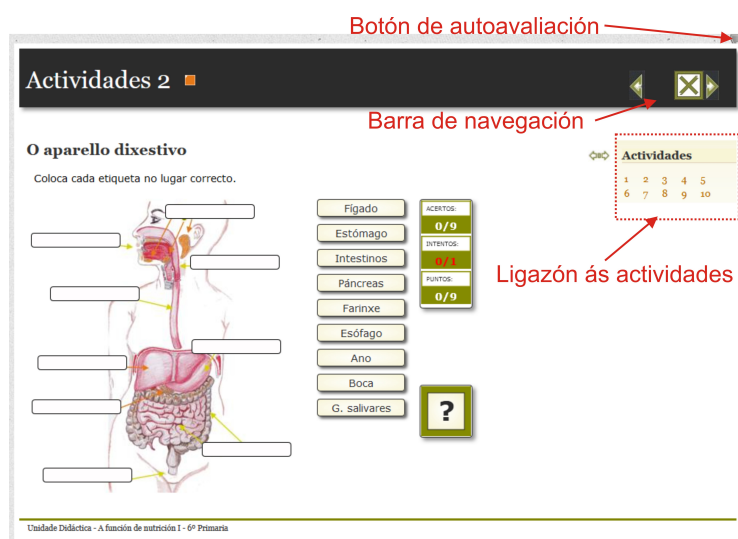 Botón de autoavaliación
Actividades 2
Barra de navegación
O aparello dixestivo
Coloca cada etiqueta no lugar correcto.
Actividades
1 2 3 4 5
6 7 8 9 10
Ligazón ás actividades
Fígado
Estómago
Intestinos
Páncreas
Farinxe
Esófago
Ano
Boca
G. salivares
ACERTOS:
0/9
INTENTOS:
0/1
PUNTOS:
0/9
?
Unidade Didáctica - A función de nutrición I - 6º Primaria